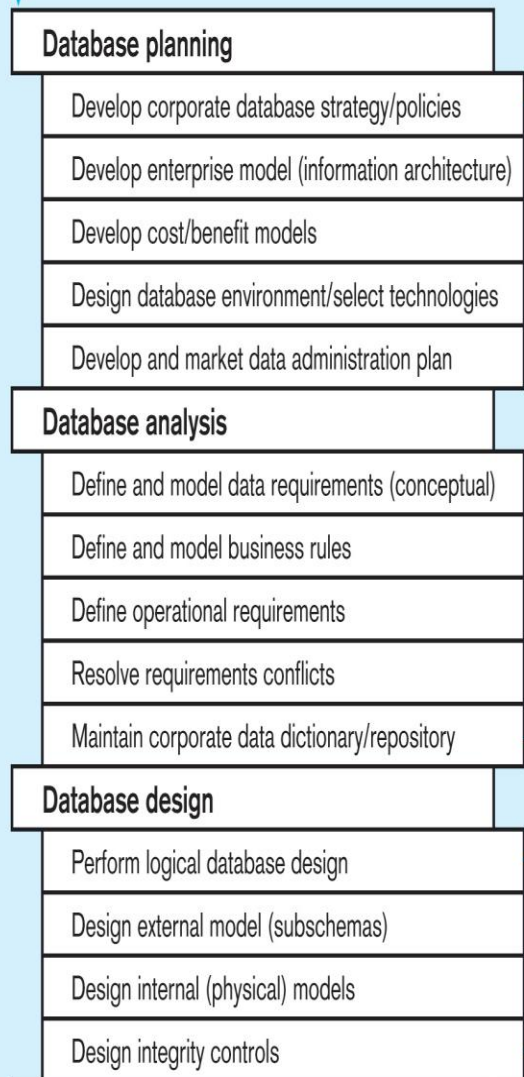 Database planning
Develop corporate database strategy/policies
Develop enterprise model (information architecture)
Develop cost/benefit models
Design database environment/select technologies
Develop and market data administration plan
Database analysis
Define and model data requirements (conceptual)
Define and model business rules
Define operational requirements
Resolve requirements conflicts
Maintain corporate data dictionary/repository
Database design
Perform logical database design
Design external model (subschemas)
Design internal (physical) models
Design integrity controls